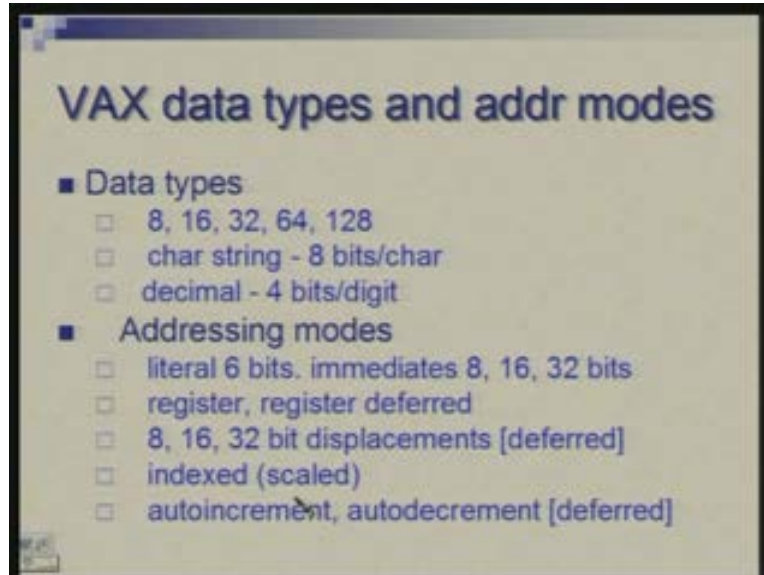 VAX data types and addr modes
Data types
8, 16, 32, 64, 128
char string - 8 bits/char
decimal - 4 bits/digit
Addressing modes
literal 6 bits. immediates 8, 16, 32 bits
register, register deferred
8, 16, 32 bit displacements [deferred]
indexed (scaled)
autoincrement, autodecrement [deferred]